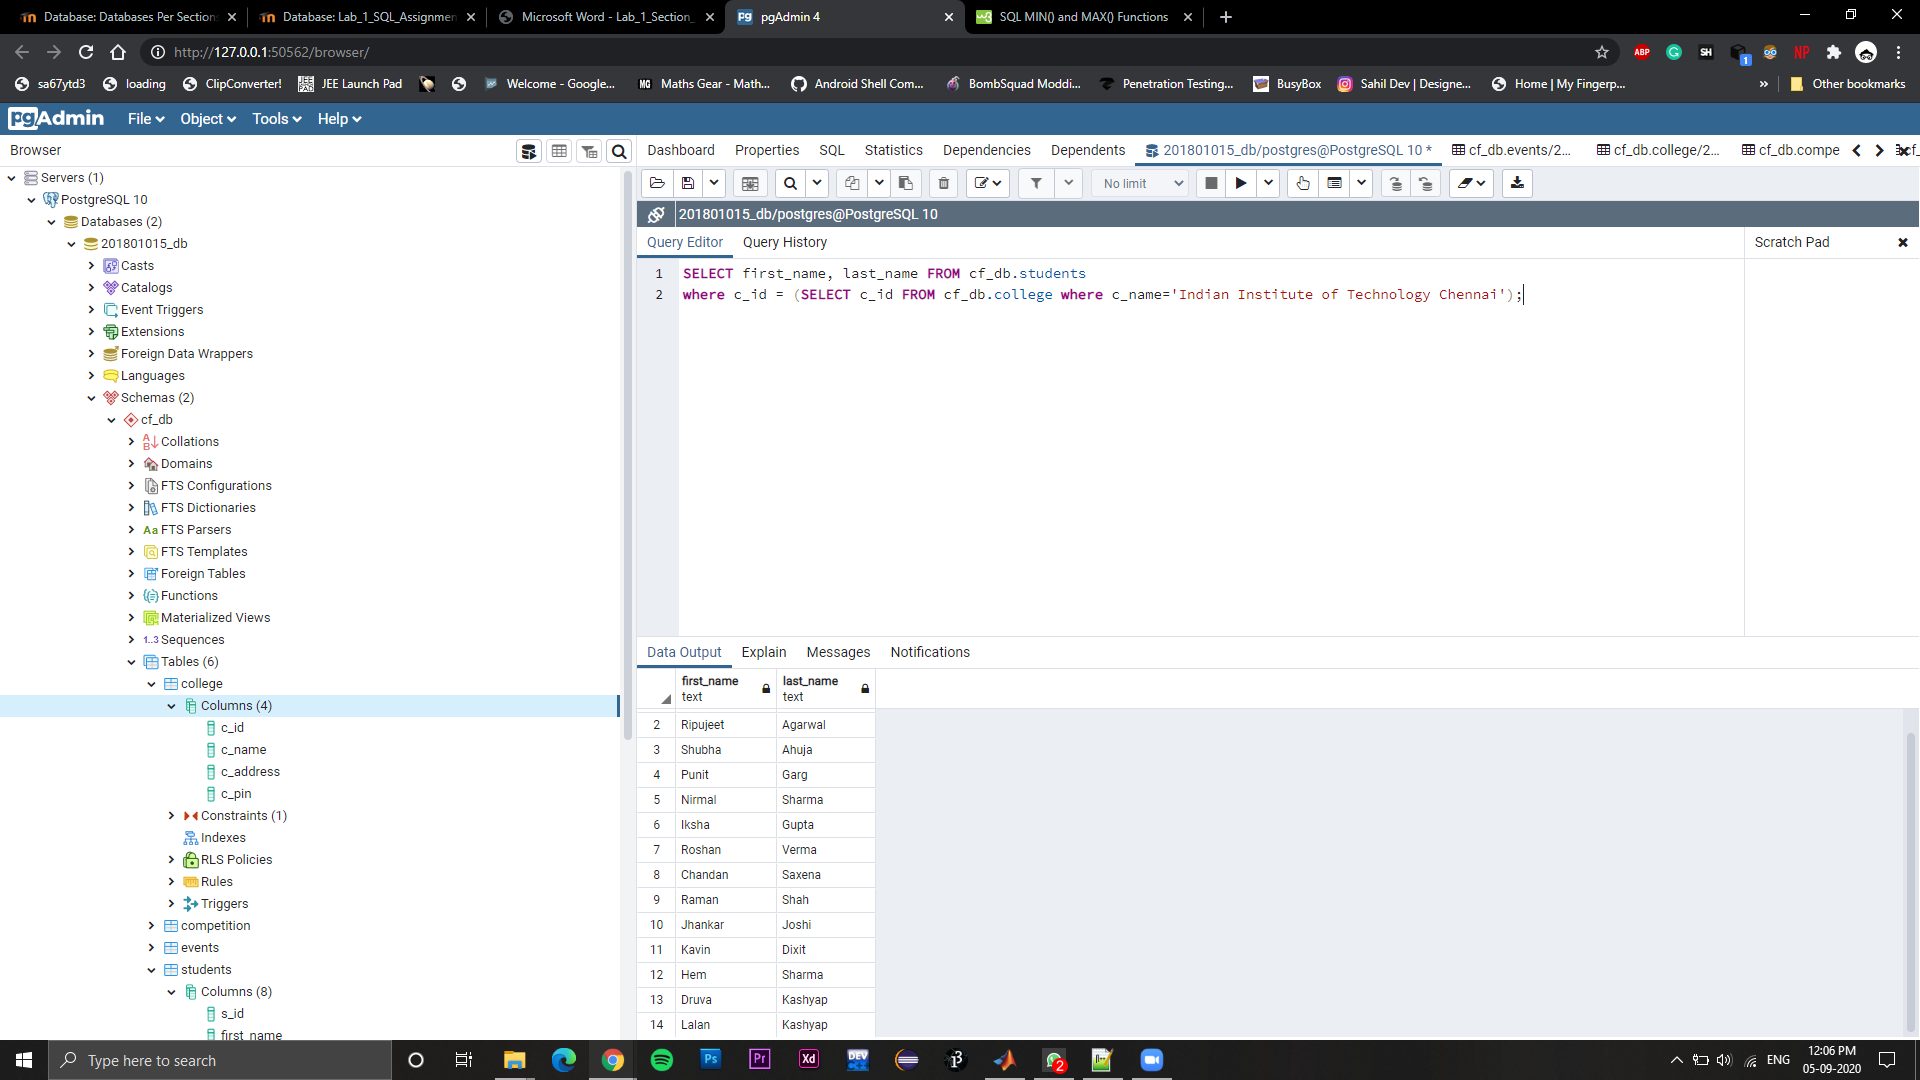 Database: Databases Per Section
Database: Lab_1_SQL_Assignmen
Microsoft Word - Lab_1_Section_
pgAdmin 4
SQL MIN() and MAX() Functions
http://127.0.0.1:50562/browser/
sa67ytd3
loading
ClipConverter!
JEE Launch Pad
Welcome - Google...
Maths Gear - Math...
Android Shell Com...
BombSquad Moddi...
Penetration Testing...
BusyBox
Sahil Dev | Designe...
Home | My Fingerp...
»
Other bookmarks
pgAdmin
File
Object
Tools
Help
Browser
Dashboard
Properties
SQL
Statistics
Dependencies
Dependents
201801015_db/postgres@PostgreSQL 10 *
cf_db.events/2...
cf_db.college/2...
cf_db.compe
No limit
201801015_db/postgres@PostgreSQL 10
Query Editor
Query History
Scratch Pad
1 SELECT first_name, last_name FROM cf_db.students
2 where c_id = (SELECT c_id FROM cf_db.college where c_name='Indian Institute of Technology Chennai');
Servers (1)
PostgreSQL 10
Databases (2)
201801015_db
Casts
Catalogs
Event Triggers
Extensions
Foreign Data Wrappers
Languages
Schemas (2)
cf_db
Collations
Domains
FTS Configurations
FTS Dictionaries
FTS Parsers
FTS Templates
Foreign Tables
Functions
Materialized Views
1..3 Sequences
Tables (6)
college
Columns (4)
c_id
c_name
c_address
c_pin
Constraints (1)
Indexes
RLS Policies
Rules
Triggers
competition
events
students
Columns (8)
s_id
first_name
Data Output
Explain
Messages
Notifications
first_name text
last_name text
2 Ripujeet Agarwal
3 Shubha Ahuja
4 Punit Garg
5 Nirmal Sharma
6 Iksha Gupta
7 Roshan Verma
8 Chandan Saxena
9 Raman Shah
10 Jhankar Joshi
11 Kavin Dixit
12 Hem Sharma
13 Druva Kashyap
14 Lalan Kashyap
Type here to search
ENG
12:06 PM
05-09-2020